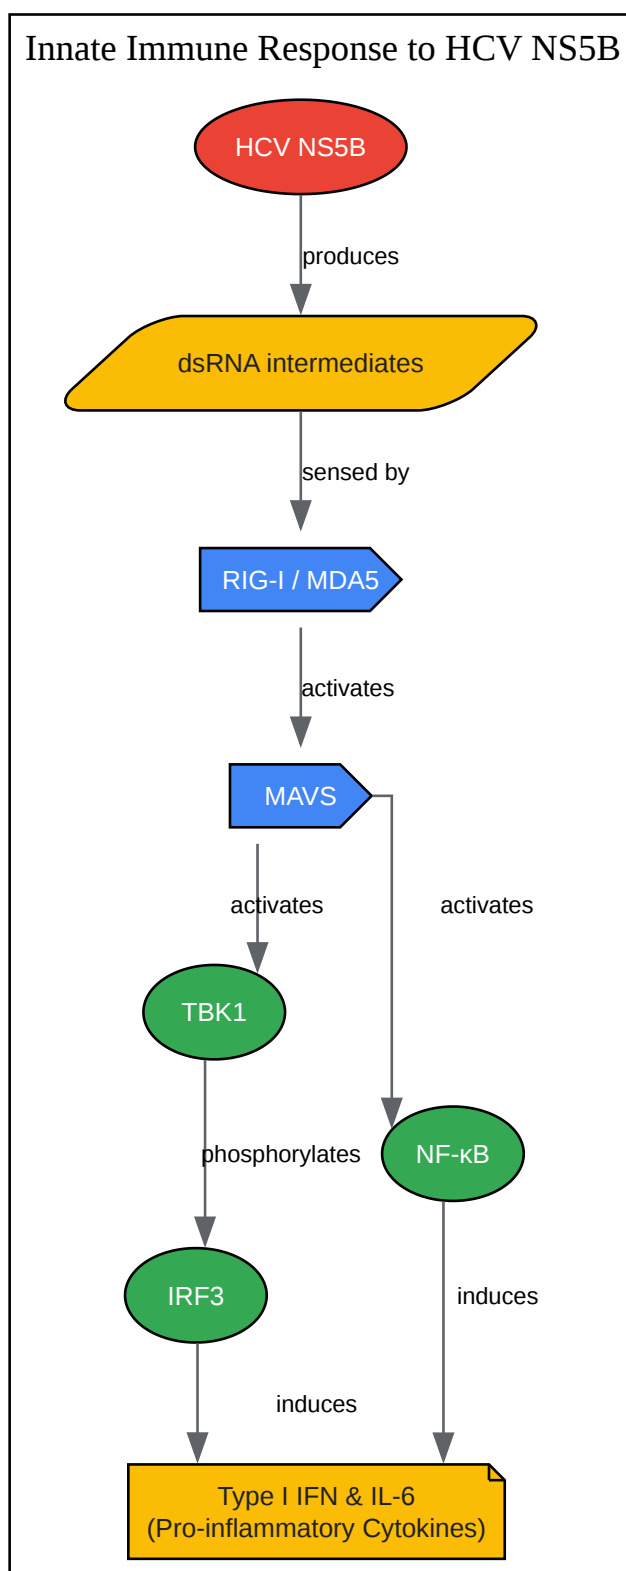 Innate Immune Response to HCV NS5B
HCV NS5B
produces
dsRNA intermediates
sensed by
RIG-I / MDA5
activates
MAVS
activates
activates
TBK1
phosphorylates
NF-κB
IRF3
induces
induces
Type I IFN & IL-6
(Pro-inflammatory Cytokines)